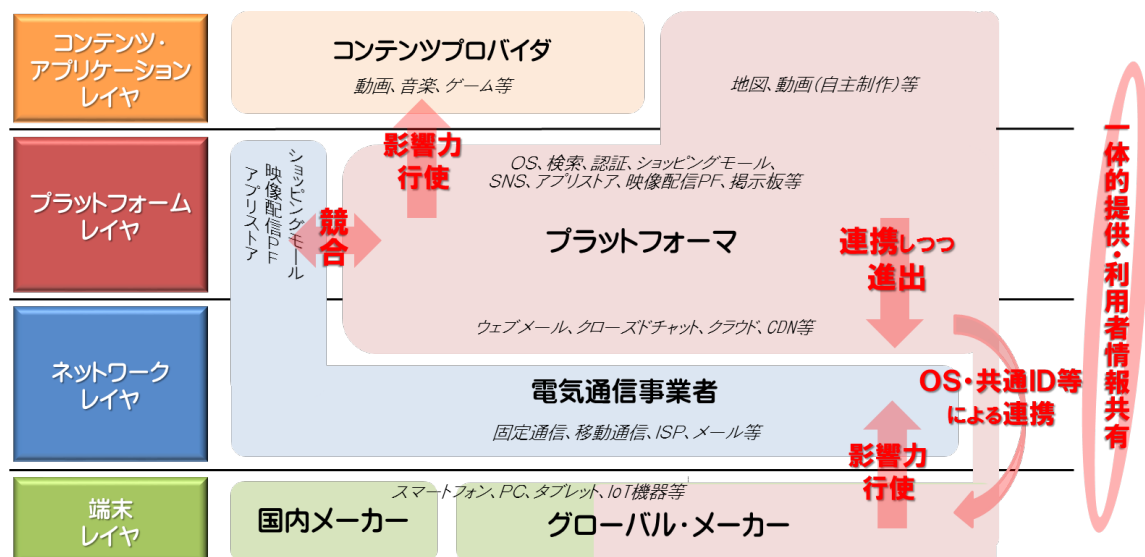 コンテンツ・
アプリケーション
レイヤ
コンテンツプロバイダ
動画、音楽、ゲーム等
地図、動画(自主制作)等
影響力
行使
プラットフォーム
レイヤ
ショッピングモール
映像配信PF
アプリストア
競
合
OS、検索、認証、ショッピングモール、
SNS、アプリストア、映像配信PF、掲示板等
プラットフォーマ
連携しつつ
進出
ウェブメール、クローズドチャット、クラウド、CDN等
ネットワーク
レイヤ
電気通信事業者
固定通信、移動通信、ISP、メール等
OS・共通ID等
による連携
影響力
行使
端末
レイヤ
スマートフォン、PC、タブレット、IoT機器等
国内メーカー
グローバル・メーカー
一体的提供・利用者情報共有